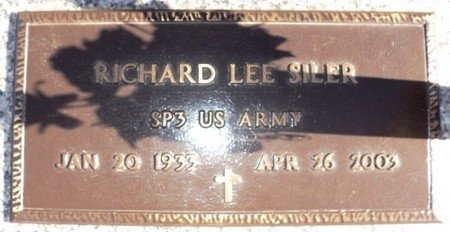 RICHARD LEE SILER
SP3 US ARMY
JAN 20 1933 APR 26 2003